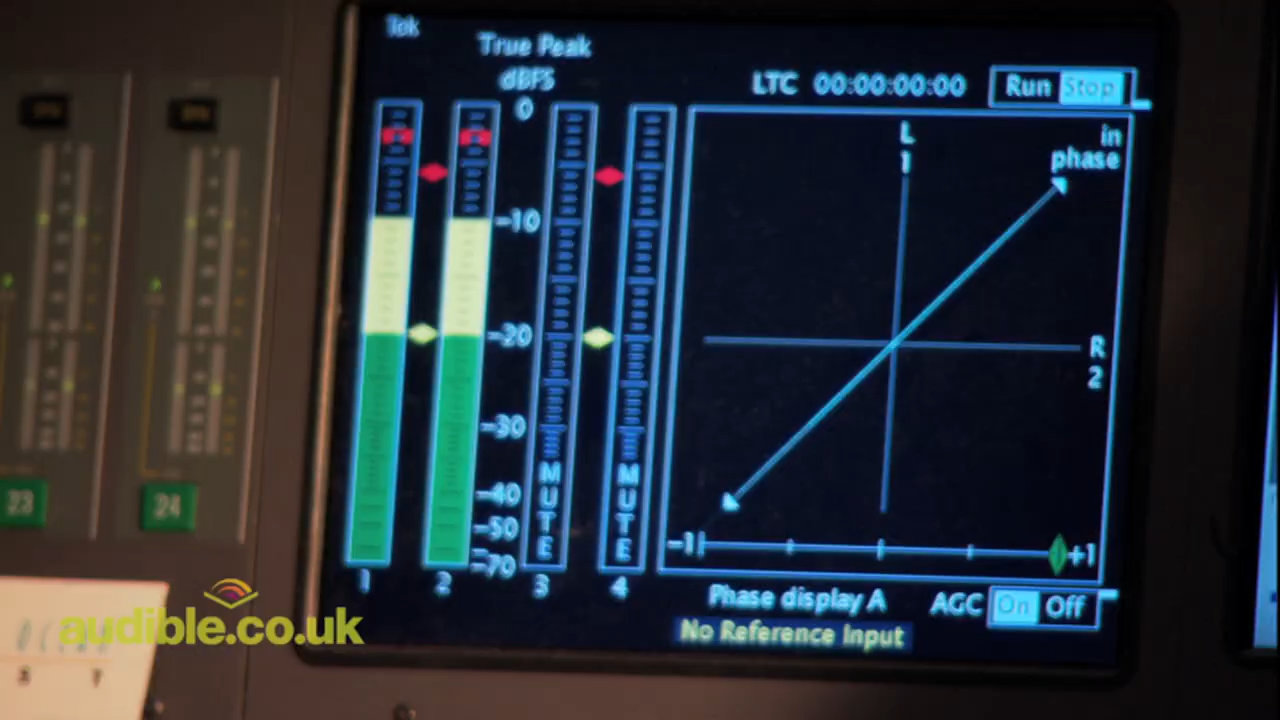 Tek
True Peak
dBFS
LTC 00:00:00:00
Run Stop
0
-10
-20
-30
-40
-50
-70
MUTE
MUTE
1 2 3 4
L
1
in
phase
R
2
-1
+1
Phase display A
AGC On Off
No Reference Input
23
24
audible.co.uk